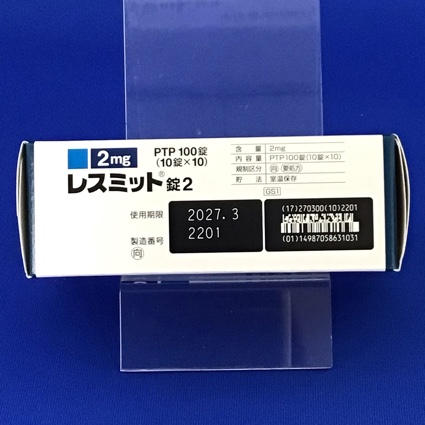 2mg
PTP 100錠
(10錠×10)
レスミット®錠2
含量 2mg
内容量 PTP100錠(10錠×10)
規制区分 向 要処方
貯法 室温保存
GS1
使用期限 2027.3
製造番号 2201
向
(17)270300(10)2201
(01)14987058631031